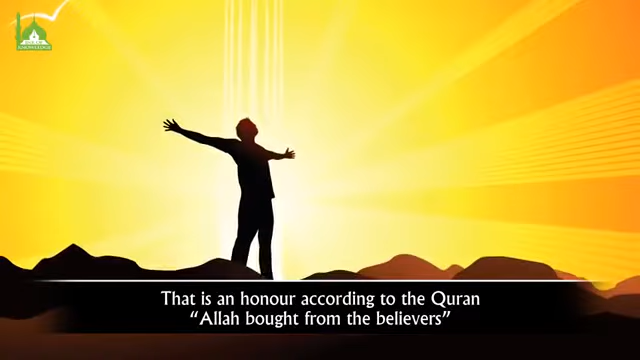 That is an honour according to the Quran
“Allah bought from the believers”